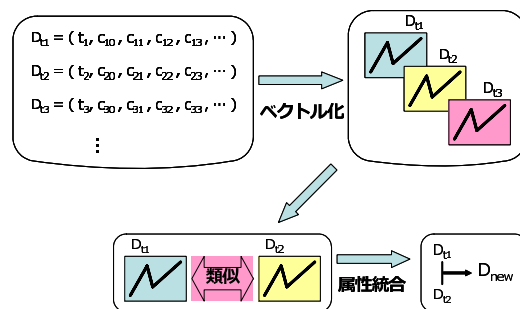 Dt1 = ( t1, c10, c11, c12, c13, … )
Dt2 = ( t2, c20, c21, c22, c23, … )
Dt3 = ( t3, c30, c31, c32, c33, … )
⋮
ベクトル化
Dt1
Dt2
Dt3
Dt1
類似
Dt2
属性統合
Dt1
Dt2
Dnew